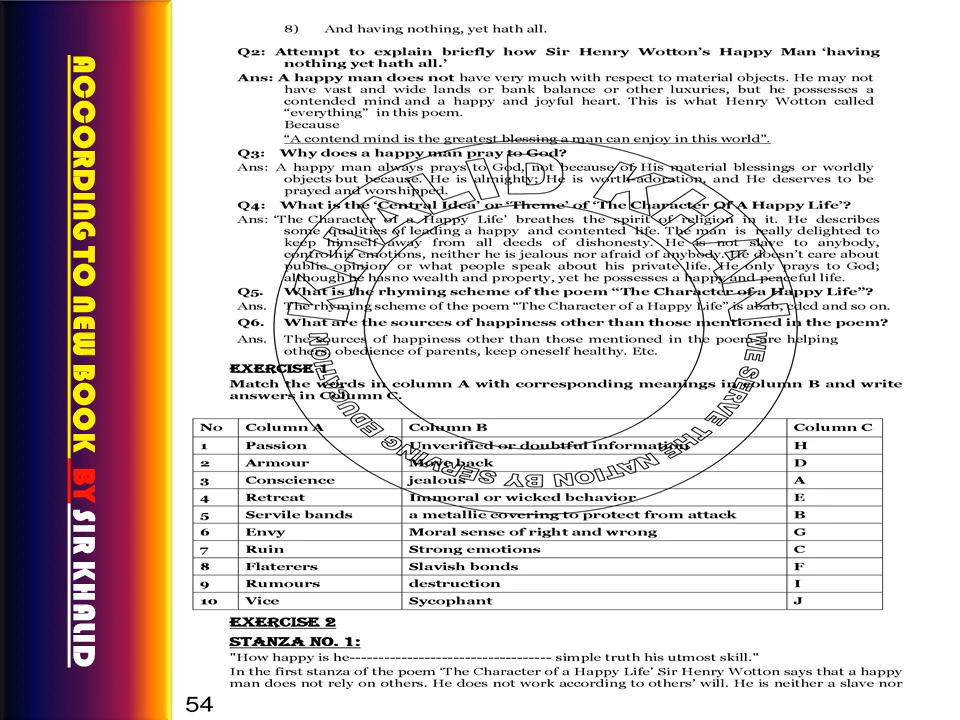 ACCORDING TO NEW BOOK BY SIR KHALID
8) And having nothing, yet hath all.
Q2: Attempt to explain briefly how Sir Henry Wotton's Happy Man 'having
nothing yet hath all.'
Ans: A happy man does not have very much with respect to material objects. He may not
have vast and wide lands or bank balance or other luxuries, but he possesses a
contended mind and a happy and joyful heart. This is what Henry Wotton called
"everything" in this poem.
Because
"A contend mind is the greatest blessing a man can enjoy in this world".
Q3: Why does a happy man pray to God?
Ans: A happy man always prays to God, not because of His material blessings or worldly
objects but because. He is almighty; He is worth adoration, and He deserves to be
prayed and worshipped.
Q4: What is the 'Central Idea' or 'Theme' of 'The Character Of A Happy Life'?
Ans: 'The Character of a Happy Life' breathes the spirit of religion in it. He describes
some qualities of leading a happy and contented life. The man is really delighted to
keep himself away from all deeds of dishonesty. He is not slave to anybody,
control his emotions, neither he is jealous nor afraid of anybody. He doesn't care about
public opinion or what people speak about his private life. He only prays to God;
although he has no wealth and property, yet he possesses a happy and peaceful life.
Q5. What is the rhyming scheme of the poem "The Character of a Happy Life"?
Ans. The rhyming scheme of the poem "The Character of a Happy Life" is abab, cdcd and so on.
Q6. What are the sources of happiness other than those mentioned in the poem?
Ans. The sources of happiness other than those mentioned in the poem are helping
others, obedience of parents, keep oneself healthy. Etc.
EXERCISE 1
Match the words in column A with corresponding meanings in column B and write
answers in Column C.
No Column A Column B Column C
1 Passion Unverified or doubtful information H
2 Armour Move back D
3 Conscience jealous A
4 Retreat Immoral or wicked behavior E
5 Servile bands a metallic covering to protect from attack B
6 Envy Moral sense of right and wrong G
7 Ruin Strong emotions C
8 Flaterers Slavish bonds F
9 Rumours destruction I
10 Vice Sycophant J
EXERCISE 2
STANZA NO. 1:
"How happy is he----------------------------------- simple truth his utmost skill."
In the first stanza of the poem 'The Character of a Happy Life' Sir Henry Wotton says that a happy
man does not rely on others. He does not work according to others' will. He is neither a slave nor
54
WE SERVE THE NATION BY SERVING EDUCATION